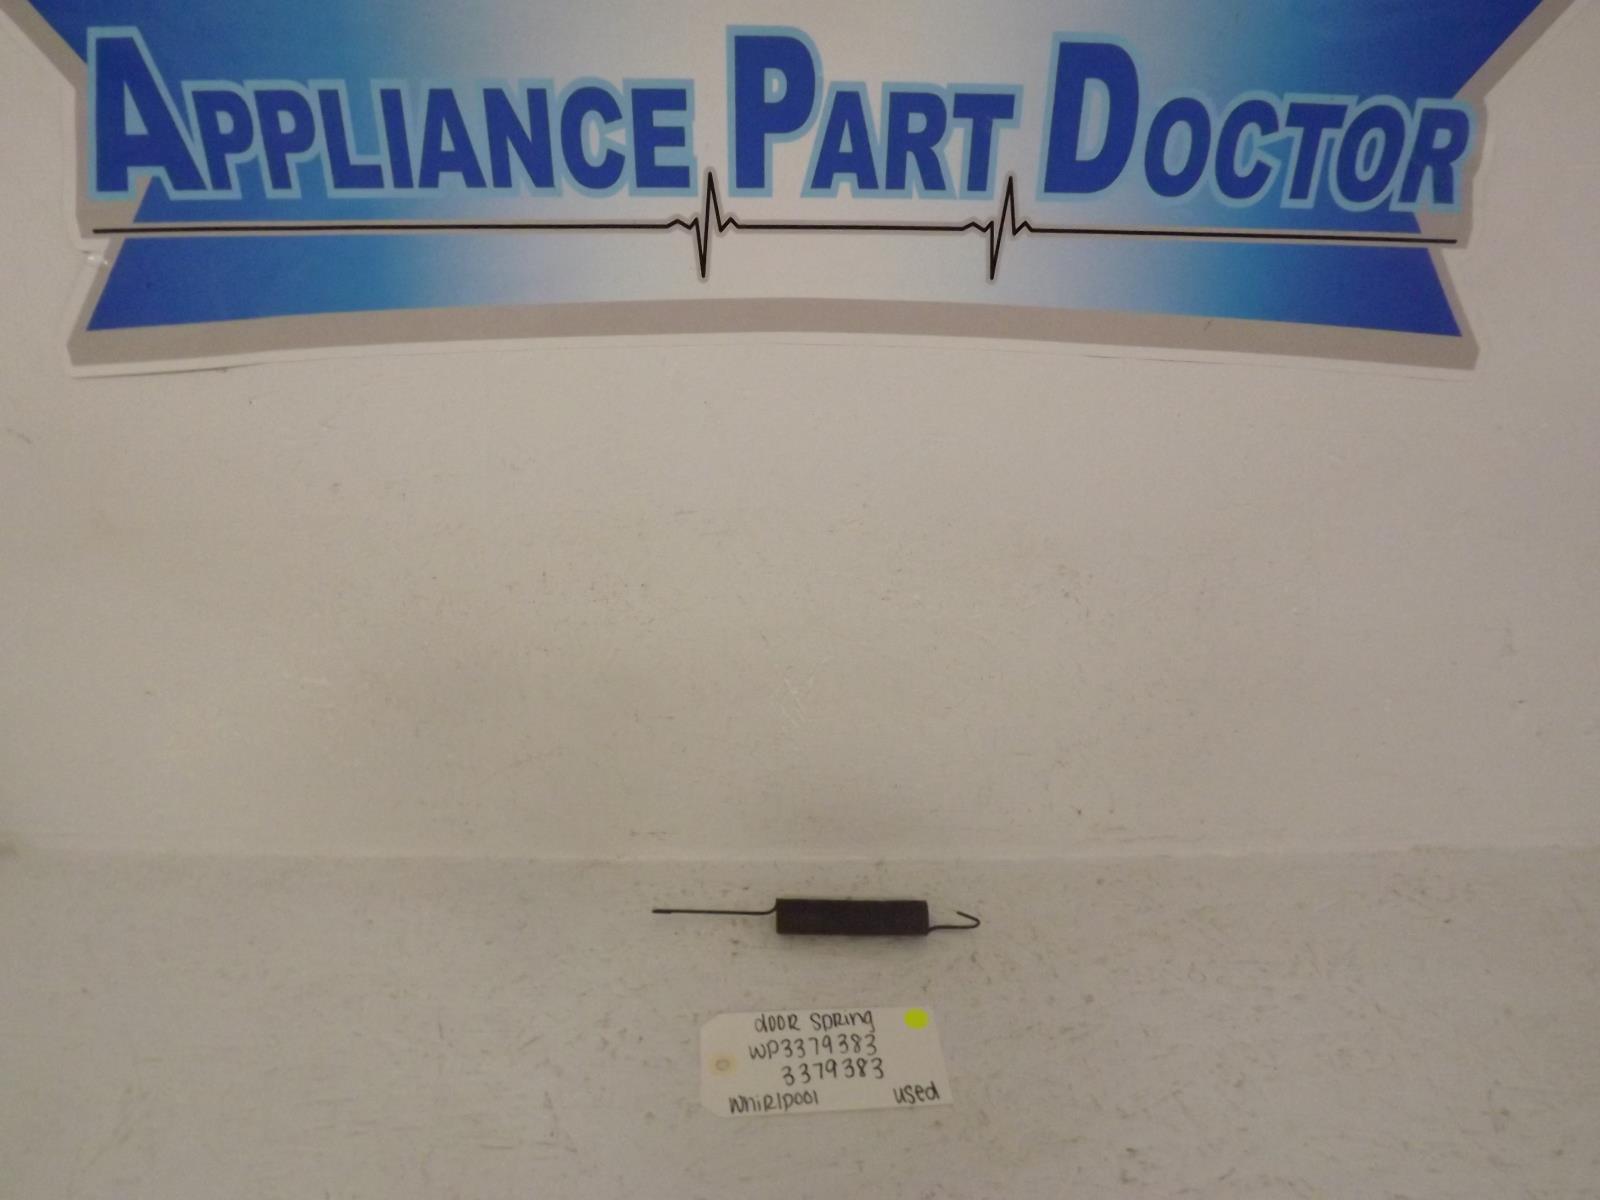 APPLIANCE PART DOCTOR
door spring
WP3379383
3379383
Whirlpool used